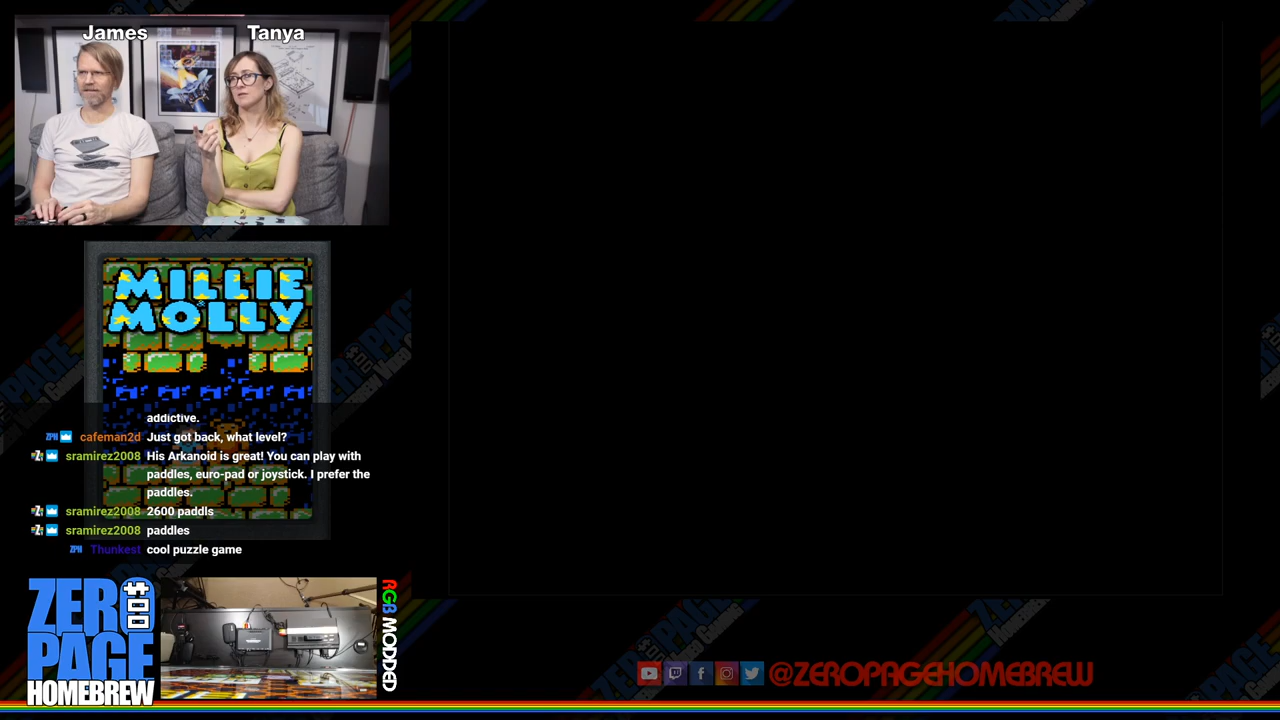 James
Tanya
MILLIE
MOLLY
addictive.
ZPH cafeman2d Just got back, what level?
sramirez2008 His Arkanoid is great! You can play with
paddles, euro-pad or joystick. I prefer the
paddles.
sramirez2008 2600 paddls
sramirez2008 paddles
ZPH Thunkest cool puzzle game
ZERO
PAGE
HOMEBREW
RGB MODDED
@ZEROPAGEHOMEBREW